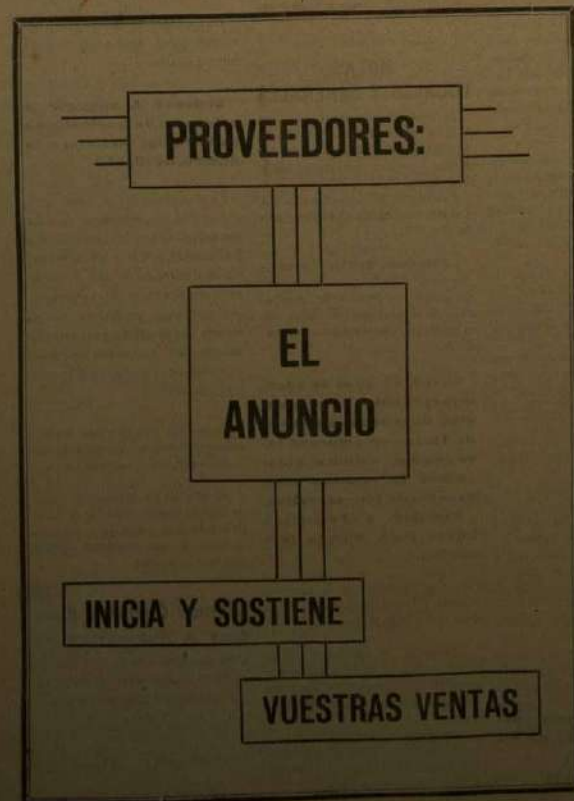 PROVEEDORES:
EL
ANUNCIO
INICIA Y SOSTIENE
VUESTRAS VENTAS